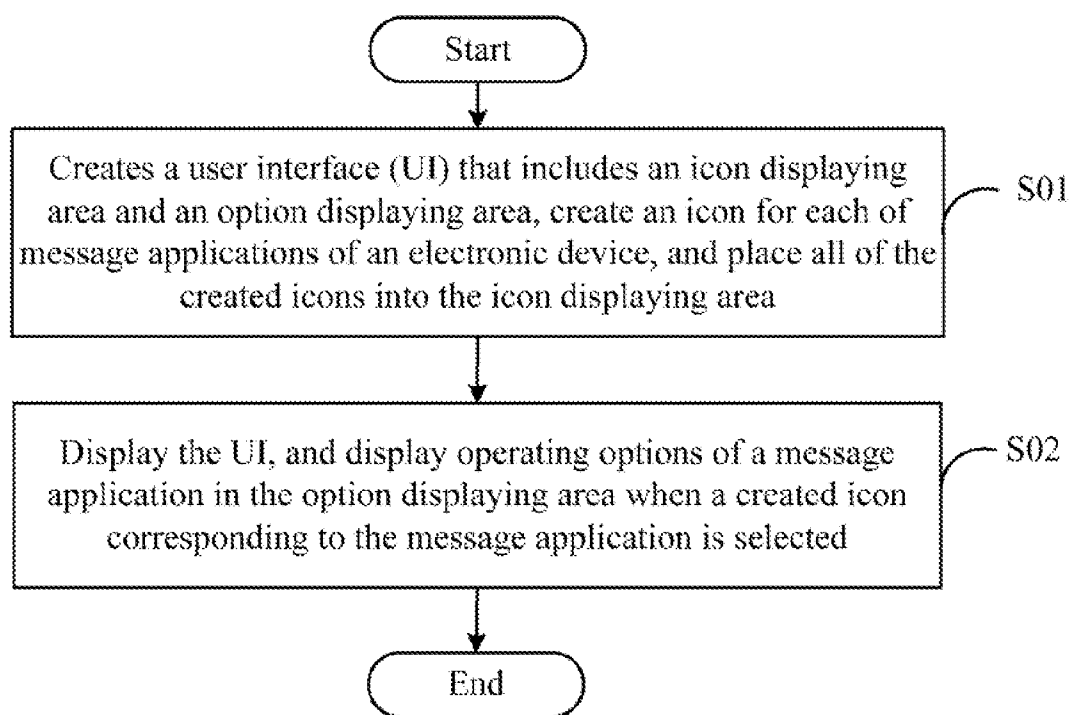 Start
Creates a user interface (UI) that includes an icon displaying
area and an option displaying area, create an icon for each of
message applications of an electronic device, and place all of the
created icons into the icon displaying area
S01
Display the UI, and display operating options of a message
application in the option displaying area when a created icon
corresponding to the message application is selected
S02
End